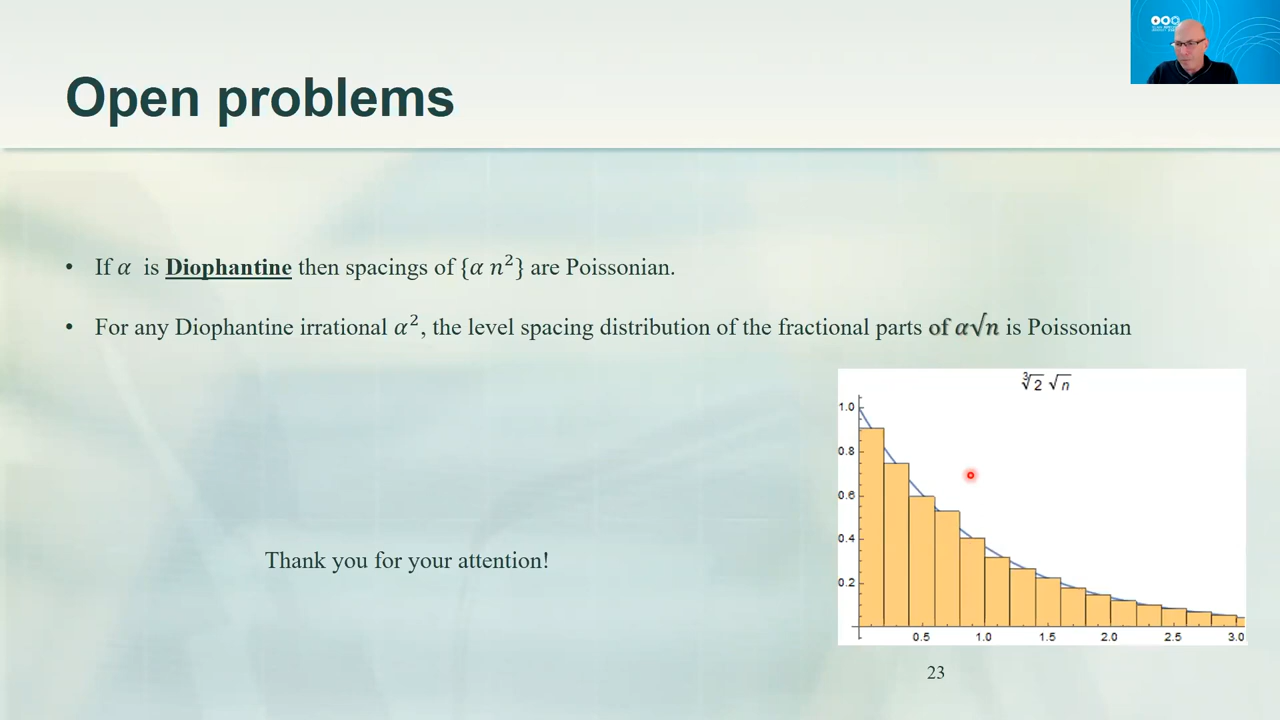 Open problems
• If α is Diophantine then spacings of {α n²} are Poissonian.
• For any Diophantine irrational α², the level spacing distribution of the fractional parts of α√n is Poissonian
∛2 √n
1.0
0.8
0.6
0.4
0.2
0.5 1.0 1.5 2.0 2.5 3.0
Thank you for your attention!
23